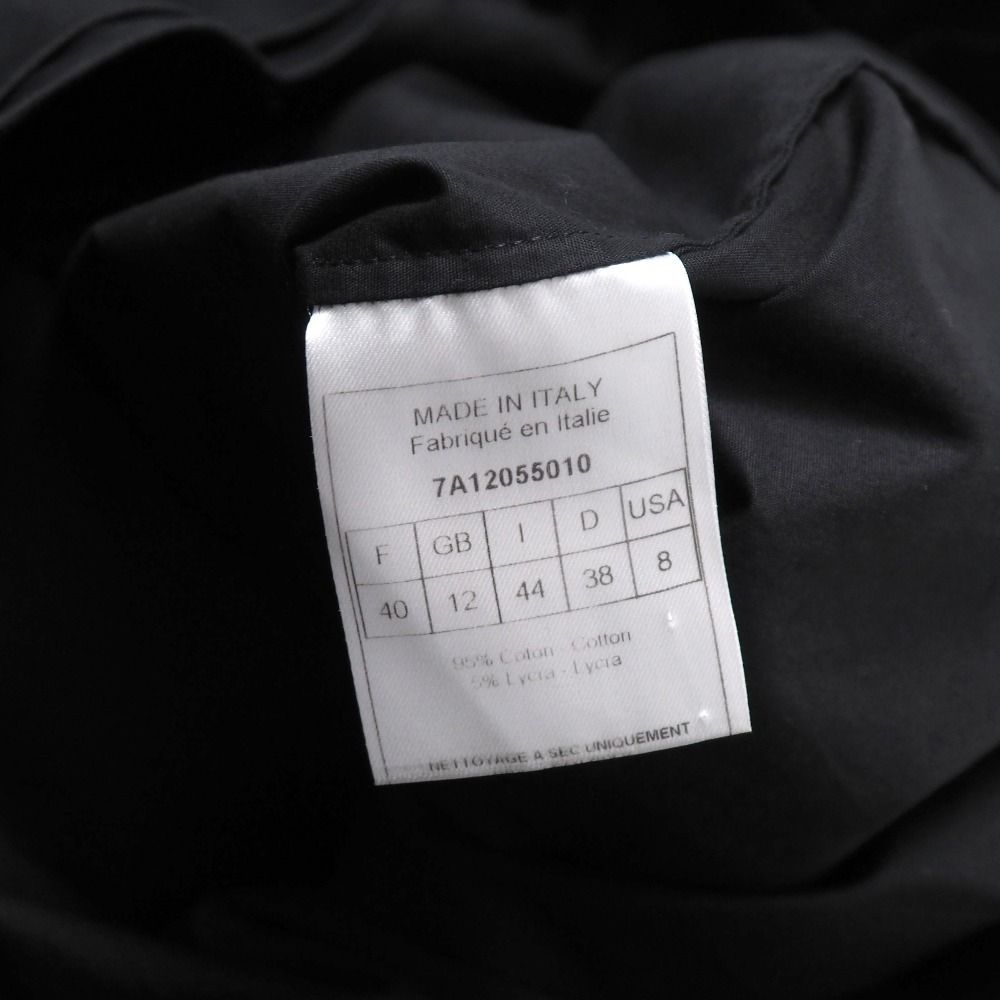 MADE IN ITALY
Fabriqué en Italie
7A12055010
F GB I D USA
40 12 44 38 8
95% Coton - Cotton
5% Lycra - Lycra
NETTOYAGE A SEC UNIQUEMENT